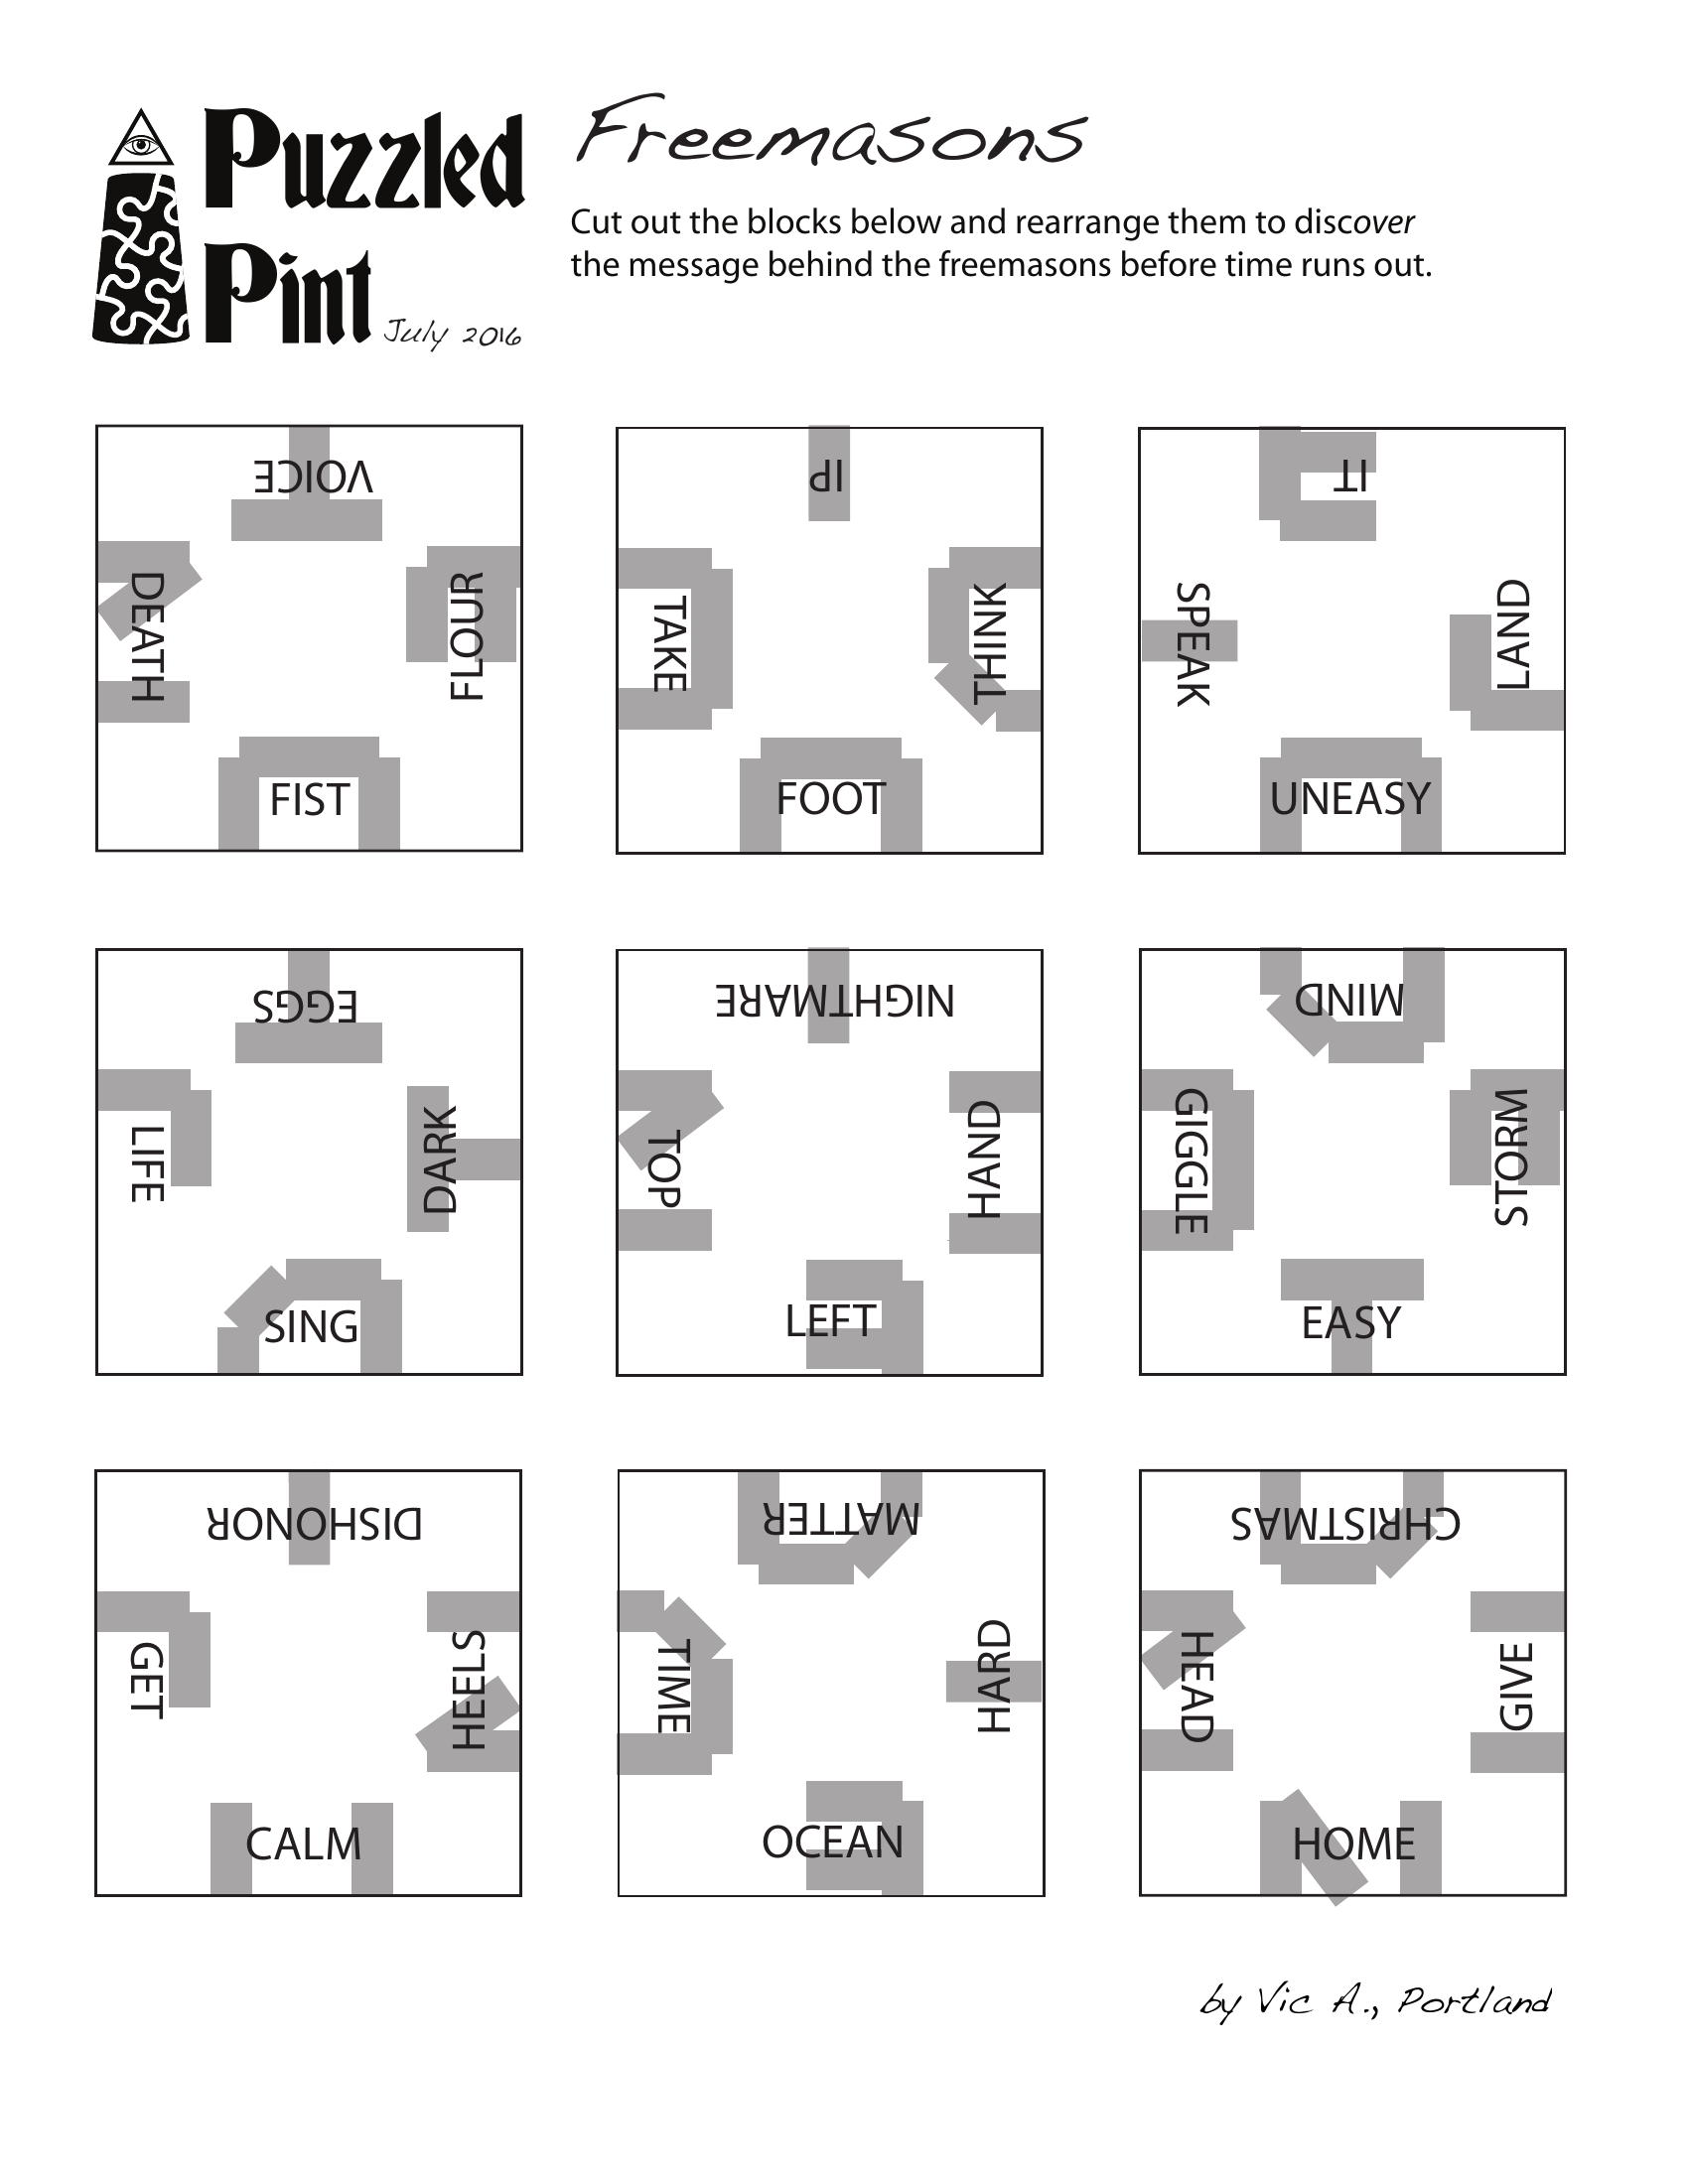 Puzzled
Pint
July 2016
Freemasons
Cut out the blocks below and rearrange them to discover
the message behind the freemasons before time runs out.
VOICE
DEATH
FLOUR
FIST
IP
TAKE
THINK
FOOT
IT
SPEAK
LAND
UNEASY
EGGS
LIFE
DARK
SING
NIGHTMARE
TOP
HAND
LEFT
MIND
GIGGLE
STORM
EASY
DISHONOR
GET
HEELS
CALM
MATTER
TIME
HARD
OCEAN
CHRISTMAS
HEAD
GIVE
HOME
by Vic A., Portland